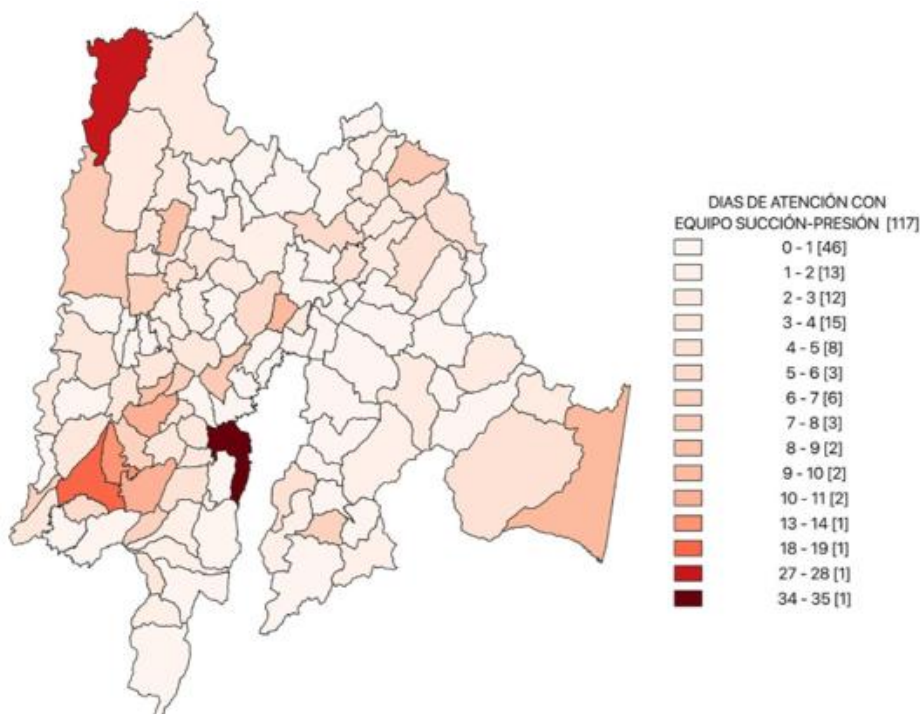 DIAS DE ATENCIÓN CON
EQUIPO SUCCIÓN-PRESIÓN [117]
0 - 1 [46]
1 - 2 [13]
2 - 3 [12]
3 - 4 [15]
4 - 5 [8]
5 - 6 [3]
6 - 7 [6]
7 - 8 [3]
8 - 9 [2]
9 - 10 [2]
10 - 11 [2]
13 - 14 [1]
18 - 19 [1]
27 - 28 [1]
34 - 35 [1]